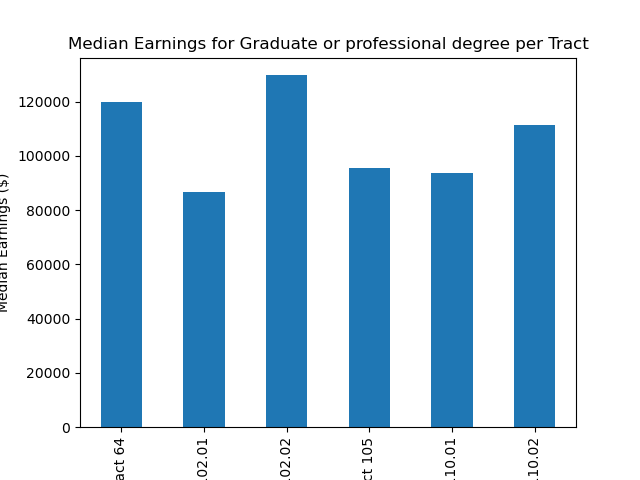 Median Earnings for Graduate or professional degree per Tract
120000
100000
80000
60000
40000
20000
0
Median Earnings ($)
act 64
.02.01
.02.02
ct 105
.10.01
.10.02